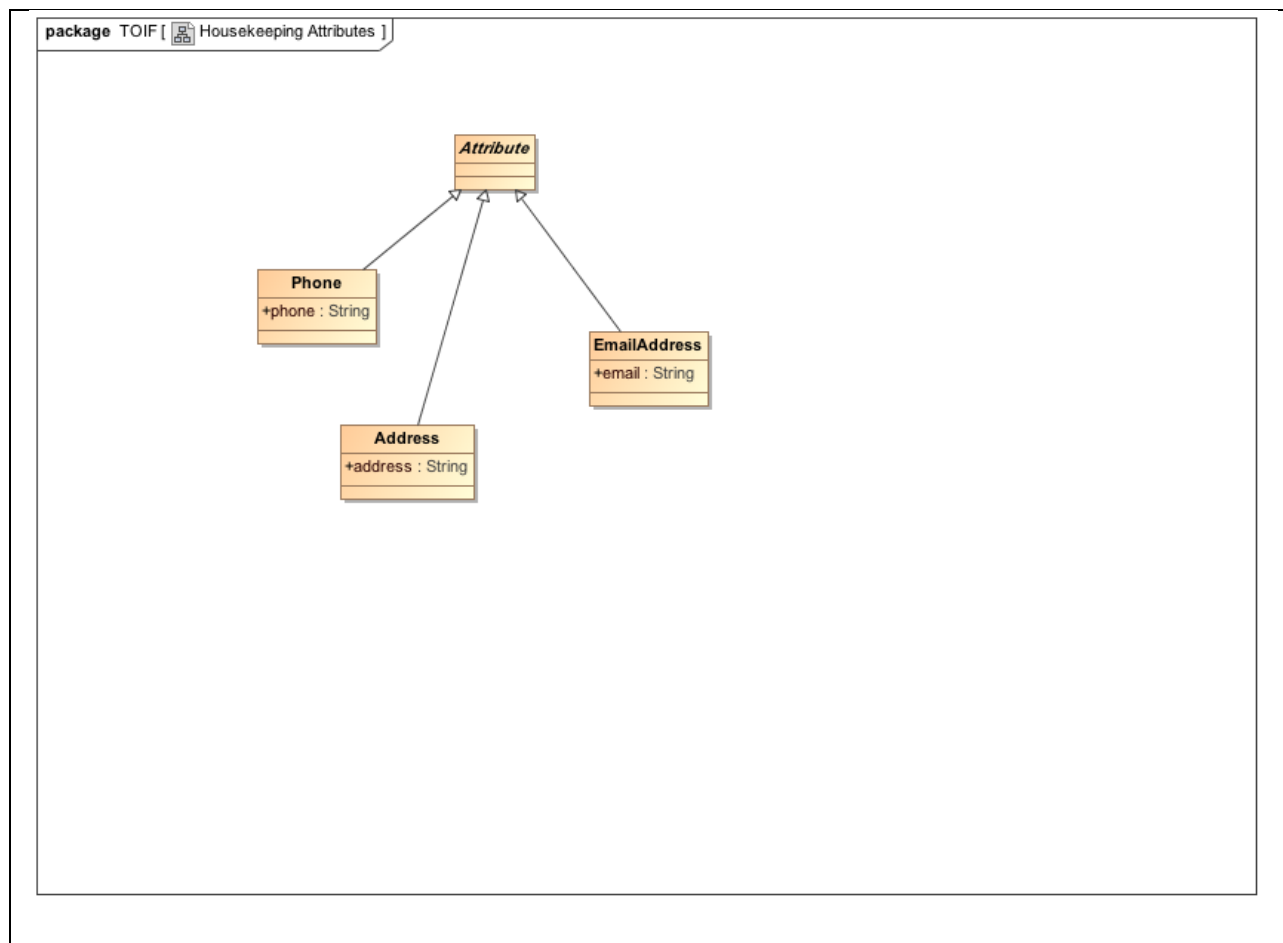 package TOIF [ Housekeeping Attributes ]
Attribute
Phone
+phone : String
EmailAddress
+email : String
Address
+address : String